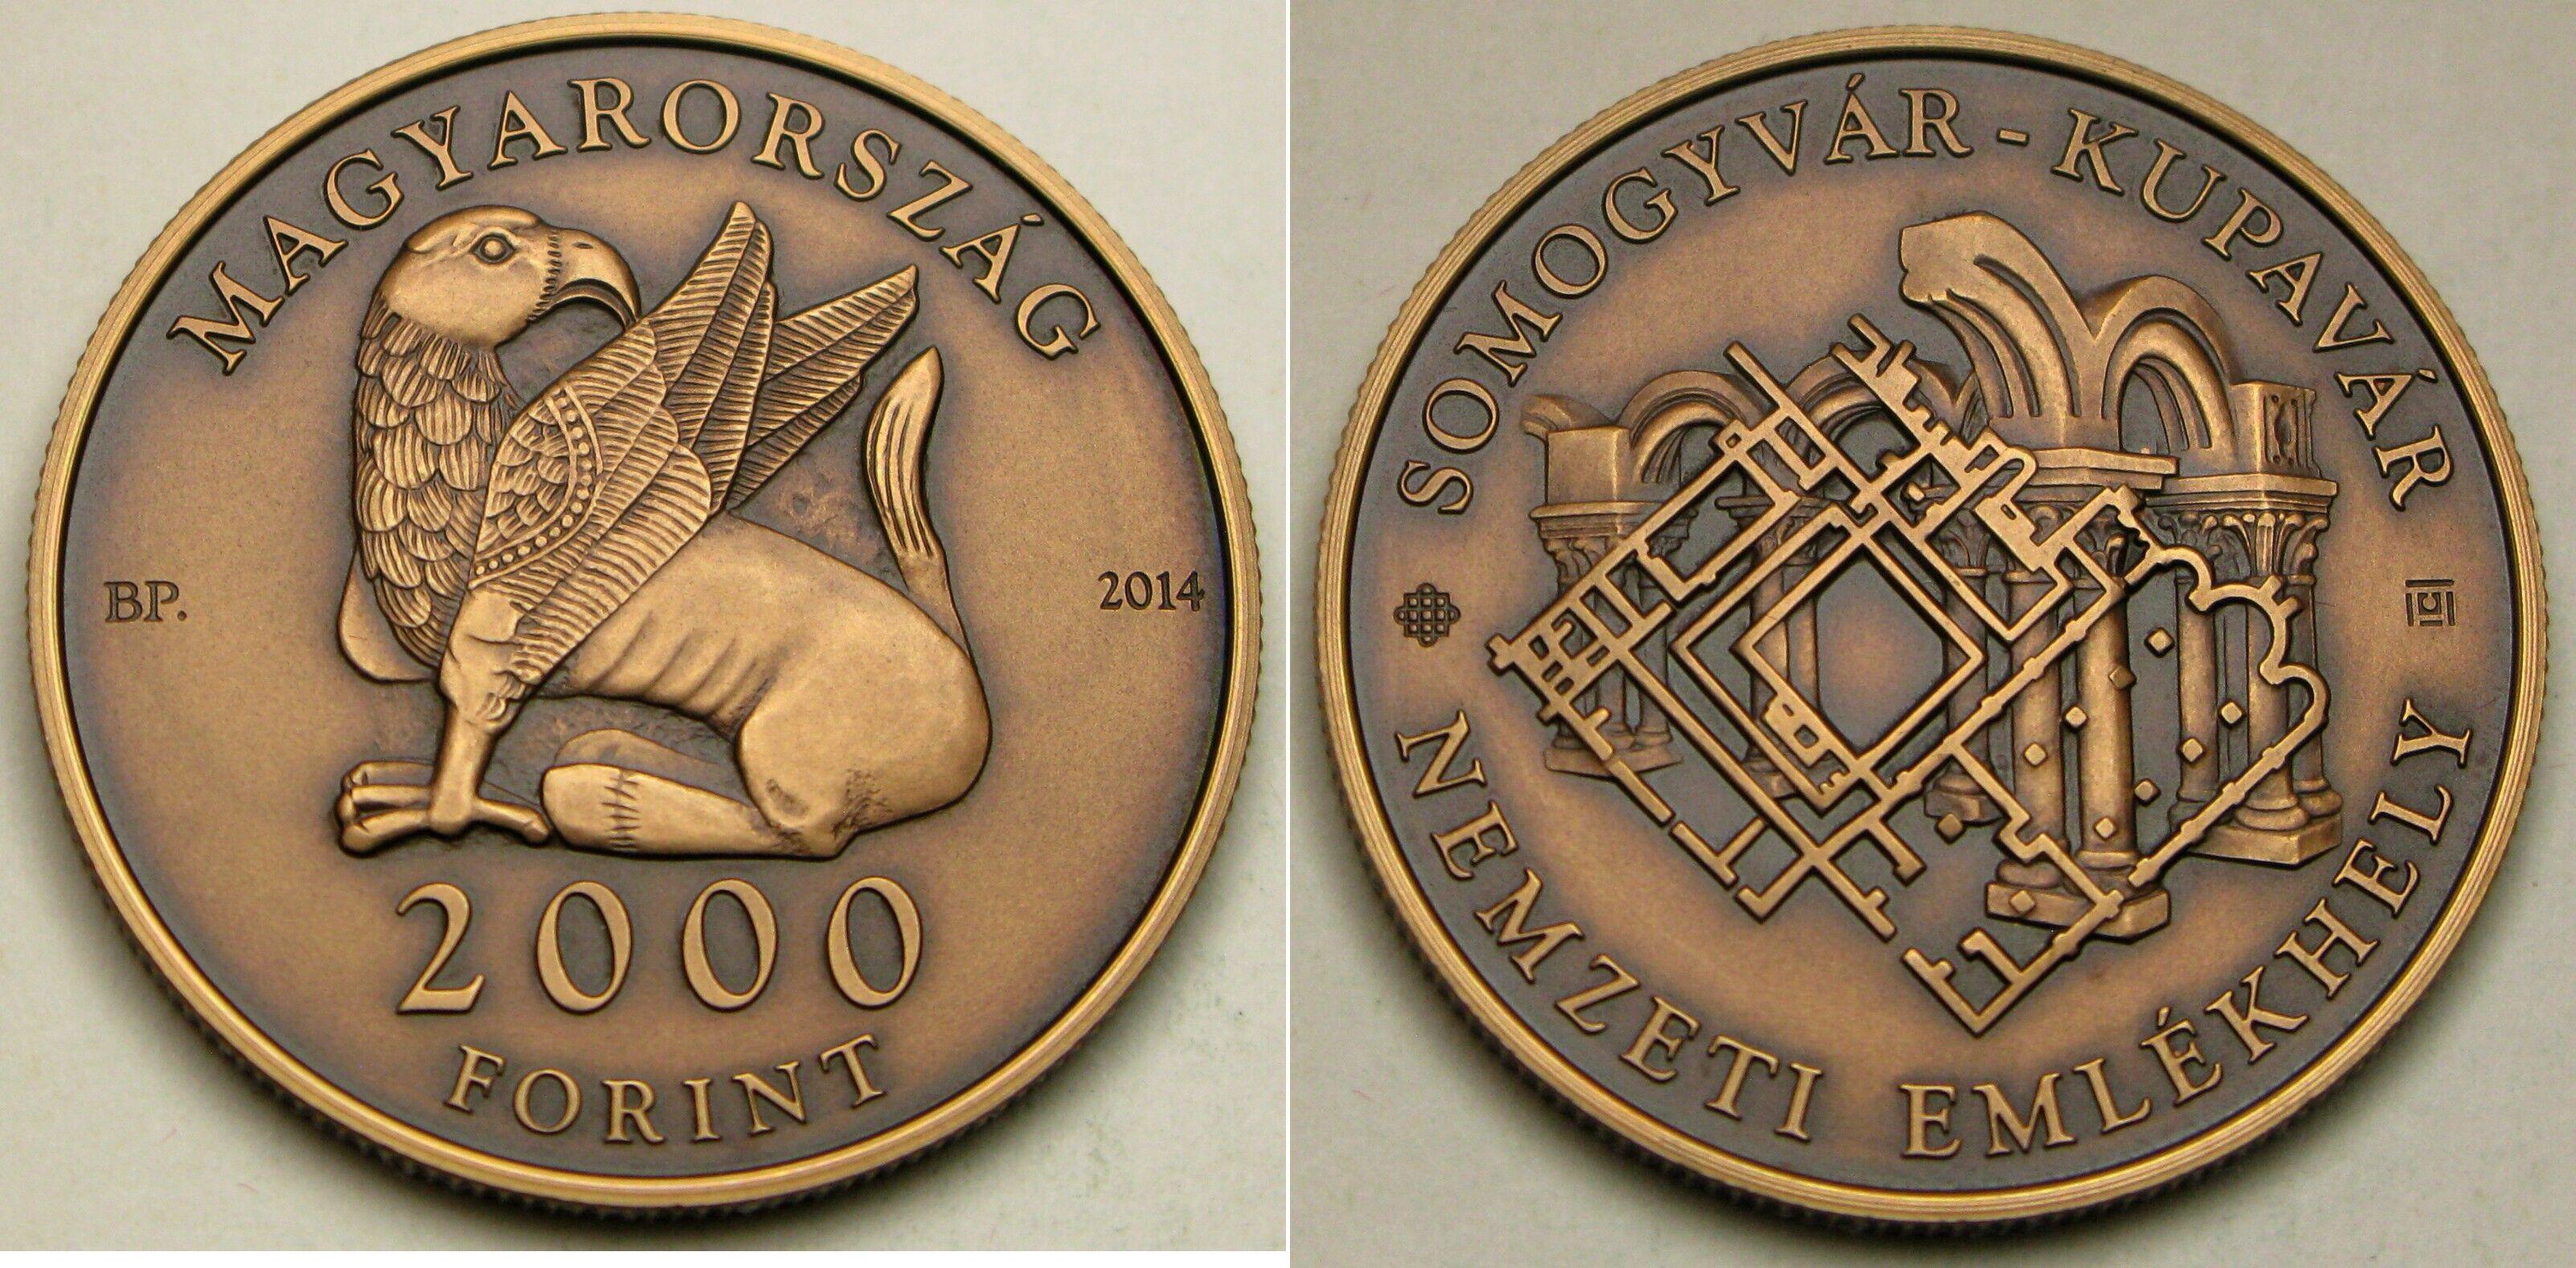 MAGYARORSZÁG
BP.
2014
2000
FORINT
SOMOGYVÁR - KUPAVÁR
NEMZETI EMLÉKHELY